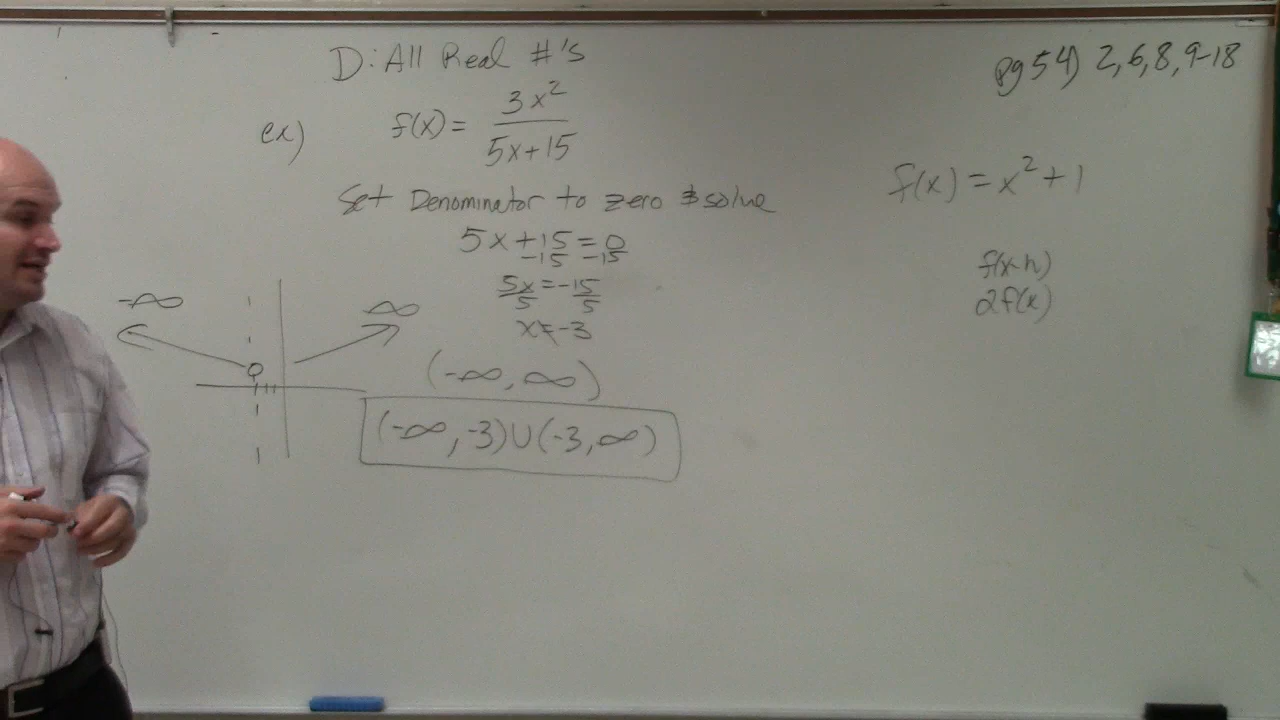 D: All Real #'s
ex) f(x) = 3x² / 5x+15
Set Denominator to zero & solve
5x + 15 = 0
-15 -15
5x = -15
5 5
x ≠ -3
-∞ ∞
(-∞, ∞)
(-∞, -3) ∪ (-3, ∞)
pg 54) 2, 6, 8, 9-18
f(x) = x² + 1
f(x-h)
2f(x)